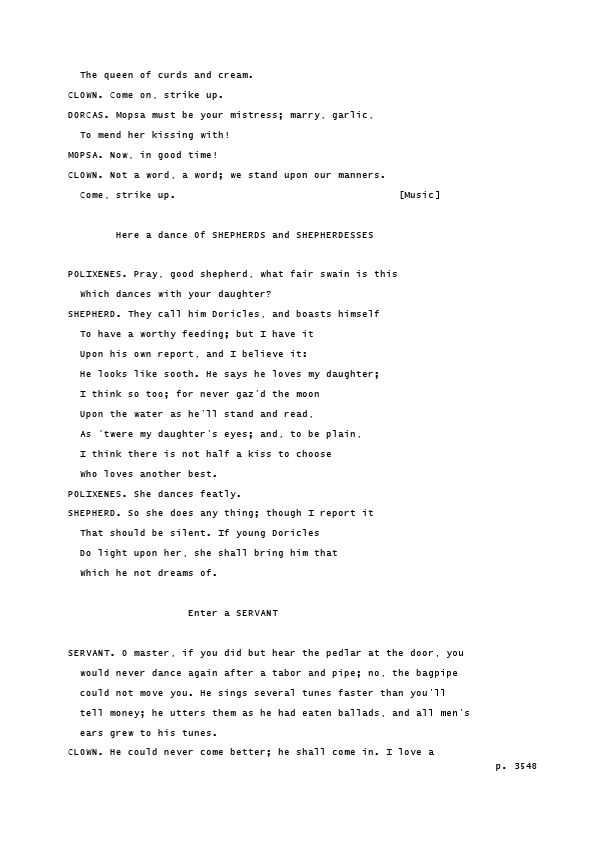 The queen of curds and cream.
CLOWN. Come on, strike up.
DORCAS. Mopsa must be your mistress; marry, garlic,
To mend her kissing with!
MOPSA. Now, in good time!
CLOWN. Not a word, a word; we stand upon our manners.
Come, strike up. [Music]
Here a dance Of SHEPHERDS and SHEPHERDESSES
POLIXENES. Pray, good shepherd, what fair swain is this
Which dances with your daughter?
SHEPHERD. They call him Doricles, and boasts himself
To have a worthy feeding; but I have it
Upon his own report, and I believe it:
He looks like sooth. He says he loves my daughter;
I think so too; for never gaz'd the moon
Upon the water as he'll stand and read,
As 'twere my daughter's eyes; and, to be plain,
I think there is not half a kiss to choose
Who loves another best.
POLIXENES. She dances featly.
SHEPHERD. So she does any thing; though I report it
That should be silent. If young Doricles
Do light upon her, she shall bring him that
Which he not dreams of.
Enter a SERVANT
SERVANT. O master, if you did but hear the pedlar at the door, you
would never dance again after a tabor and pipe; no, the bagpipe
could not move you. He sings several tunes faster than you'll
tell money; he utters them as he had eaten ballads, and all men's
ears grew to his tunes.
CLOWN. He could never come better; he shall come in. I love a
p. 3548